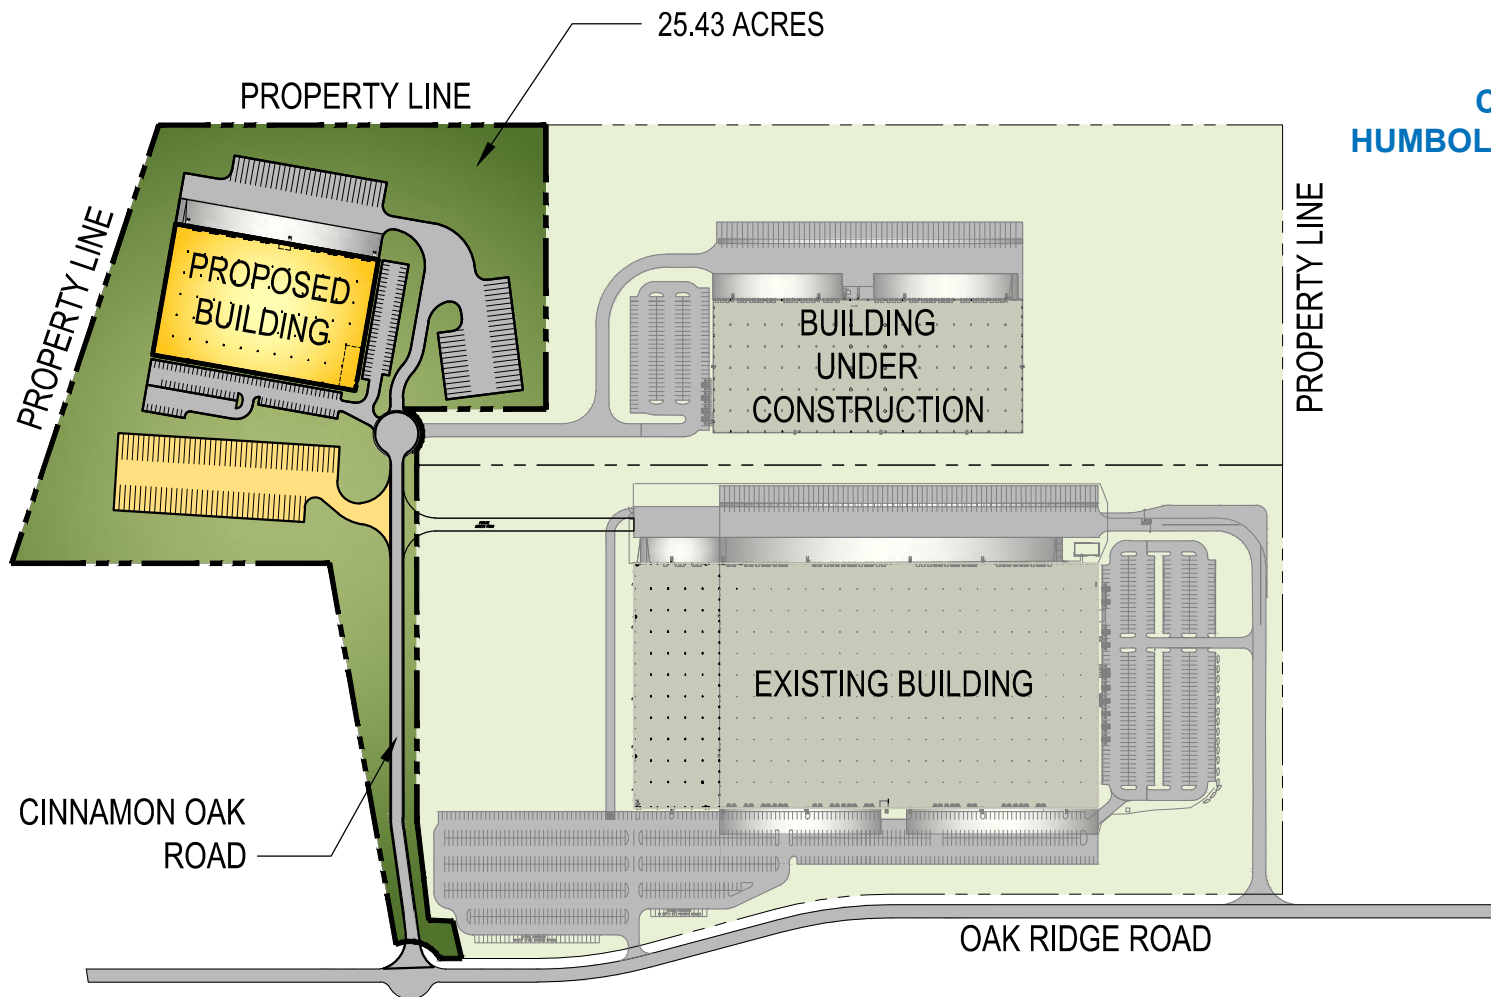 25.43 ACRES
PROPERTY LINE
HUMBOL
PROPERTY LINE
PROPERTY LINE
PROPOSED
BUILDING
BUILDING
UNDER
CONSTRUCTION
EXISTING BUILDING
CINNAMON OAK
ROAD
OAK RIDGE ROAD